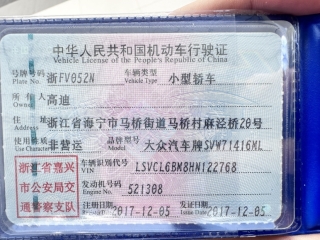 中华人民共和国机动车行驶证
Vehicle License of the People's Republic of China
号牌号码 Plate No. 浙FV052N 车辆类型 Vehicle Type 小型轿车
所有人 Owner 高迪
住址 Address 浙江省海宁市马桥街道马桥村麻泾桥20号
使用性质 Use Character 非营运 品牌型号 Model 大众汽车牌SVW71416ML
浙江省嘉兴市公安局交通警察支队
车辆识别代号 VIN LSVCL6BM8HN122768
发动机号码 Engine No. 521308
注册日期 Register Date 2017-12-05 发证日期 Issue Date 2017-12-05